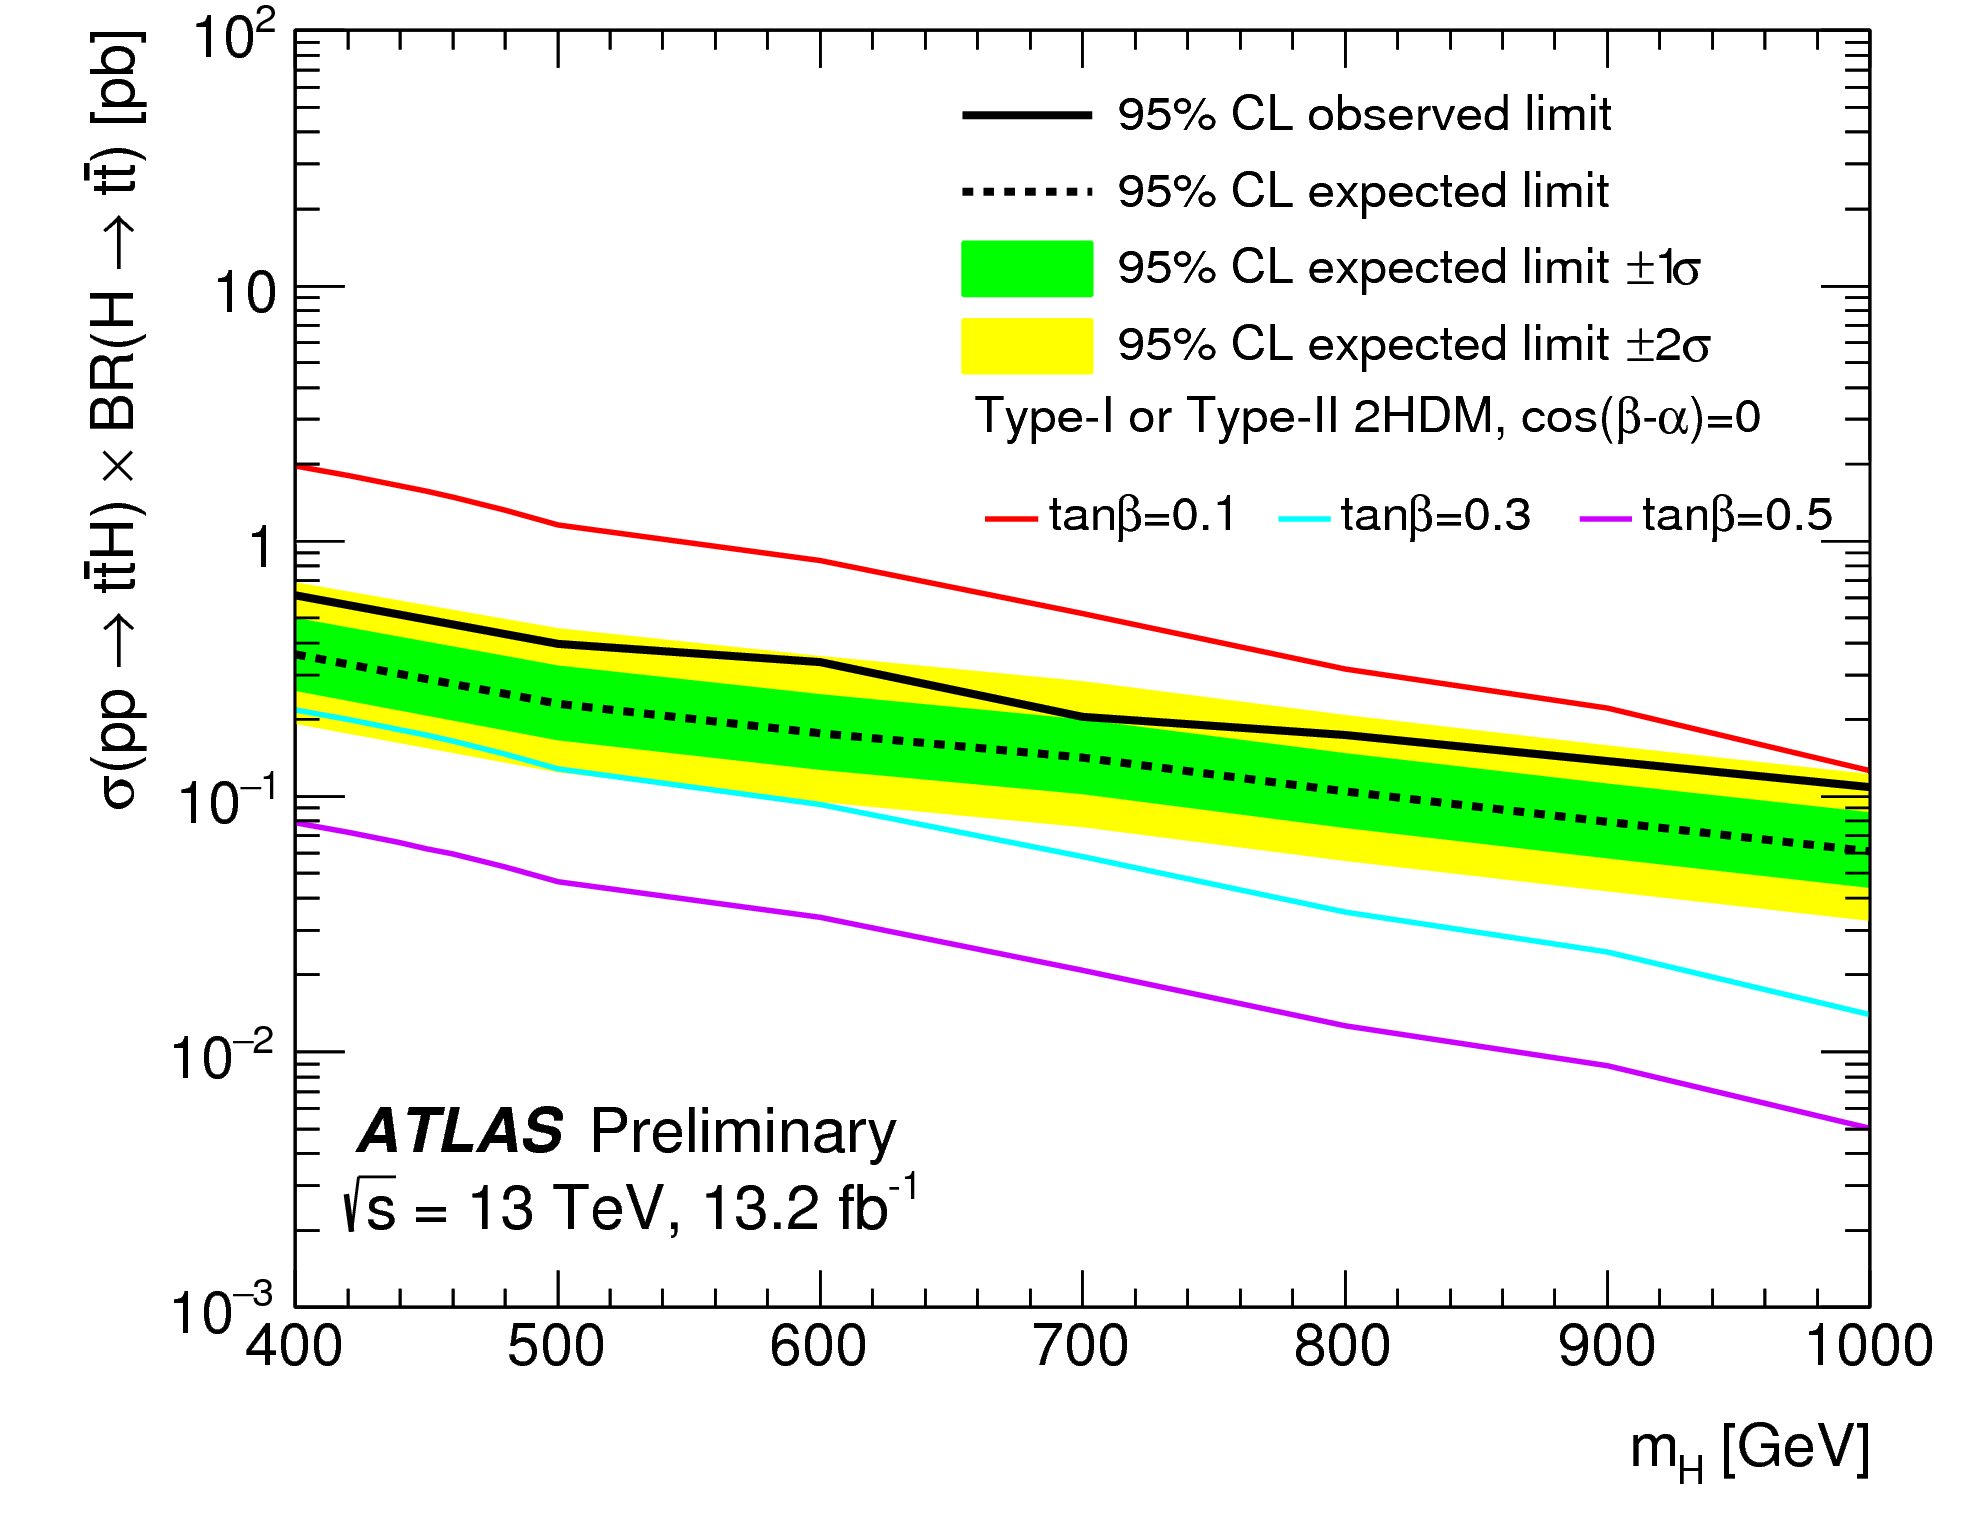 σ(pp → tt̄H) × BR(H → tt̄) [pb]
10²
10
1
10⁻¹
10⁻²
10⁻³
95% CL observed limit
95% CL expected limit
95% CL expected limit ±1σ
95% CL expected limit ±2σ
Type-I or Type-II 2HDM, cos(β-α)=0
tanβ=0.1 tanβ=0.3 tanβ=0.5
ATLAS Preliminary
√s = 13 TeV, 13.2 fb⁻¹
400 500 600 700 800 900 1000
m_H [GeV]